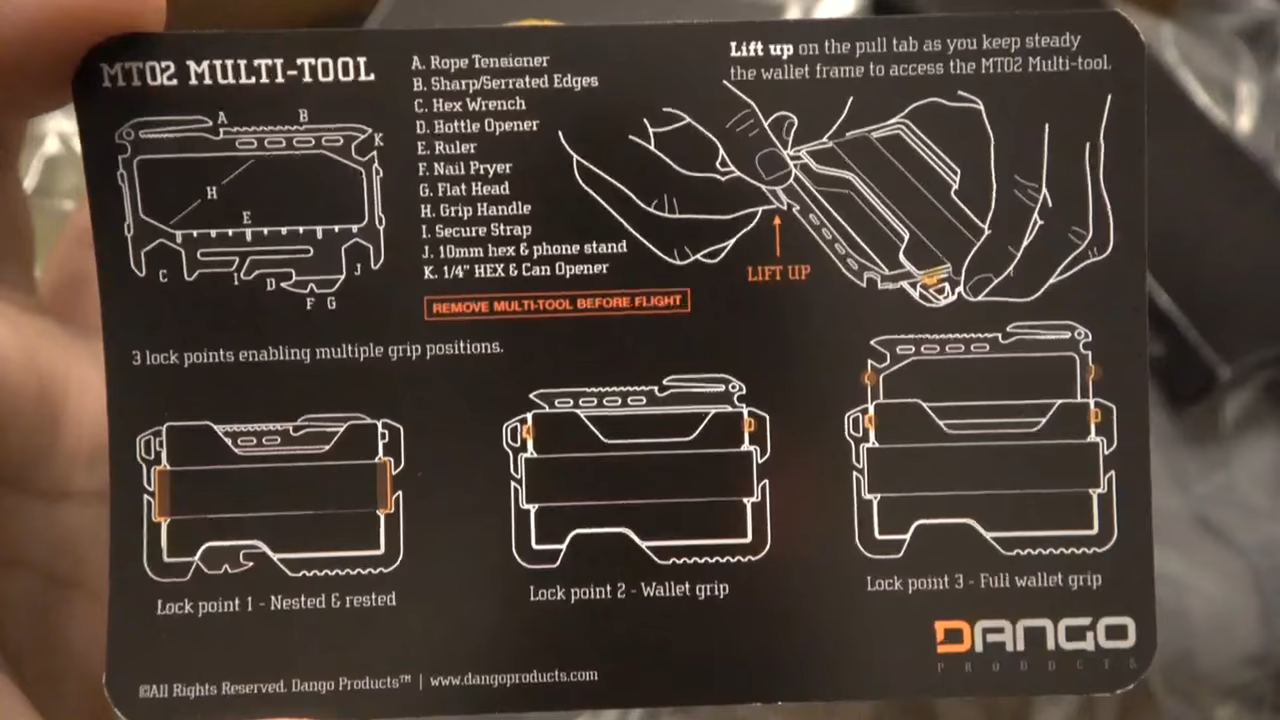 MT02 MULTI-TOOL
A. Rope Tensioner
B. Sharp/Serrated Edges
C. Hex Wrench
D. Bottle Opener
E. Ruler
F. Nail Pryer
G. Flat Head
H. Grip Handle
I. Secure Strap
J. 10mm hex & phone stand
K. 1/4" HEX & Can Opener
REMOVE MULTI-TOOL BEFORE FLIGHT
Lift up on the pull tab as you keep steady
the wallet frame to access the MT02 Multi-tool.
A B
K
H
E
C I D J
F G
LIFT UP
3 lock points enabling multiple grip positions.
Lock point 1 - Nested & rested
Lock point 2 - Wallet grip
Lock point 3 - Full wallet grip
DANGO
PRODUCTS
©All Rights Reserved. Dango Products™ | www.dangoproducts.com